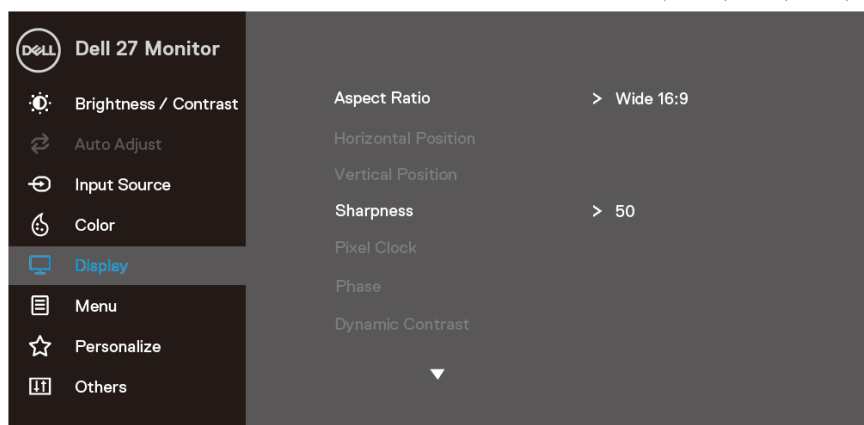 DELL
Dell 27 Monitor
Brightness / Contrast
Auto Adjust
Input Source
Color
Display
Menu
Personalize
Others
Aspect Ratio > Wide 16:9
Horizontal Position
Vertical Position
Sharpness > 50
Pixel Clock
Phase
Dynamic Contrast